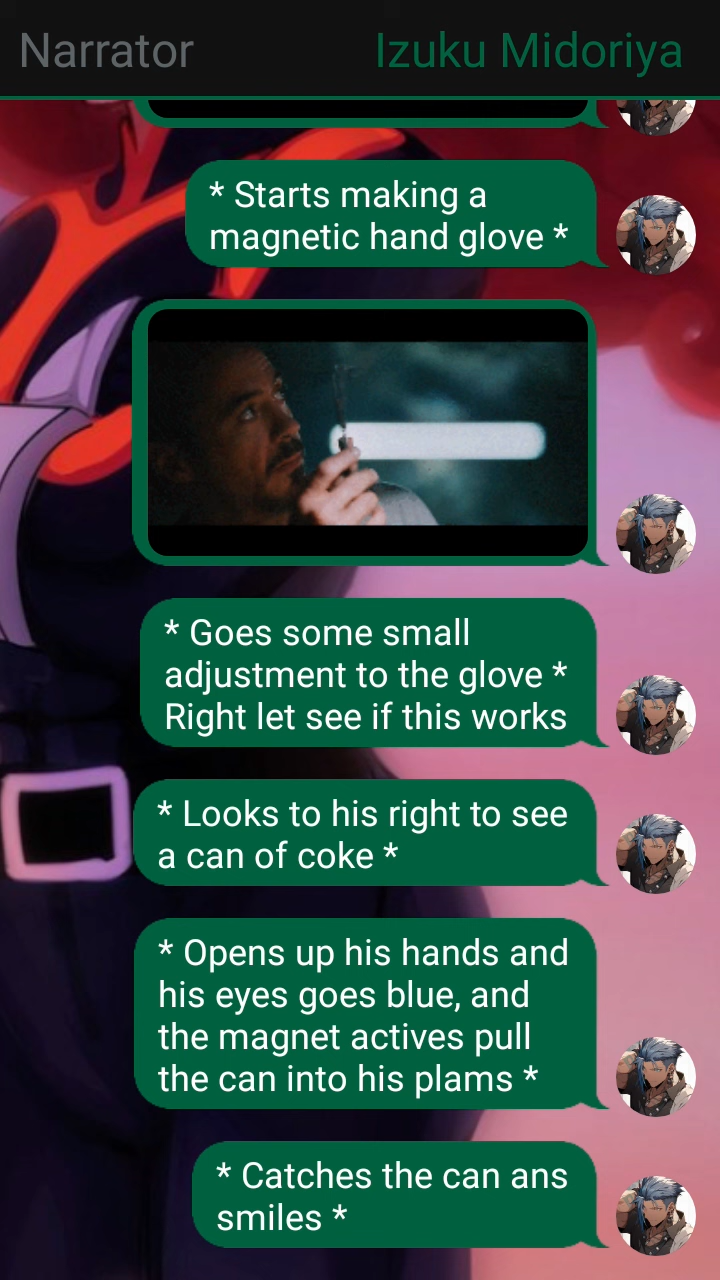 Narrator
Izuku Midoriya
* Starts making a
magnetic hand glove *
* Goes some small
adjustment to the glove *
Right let see if this works
* Looks to his right to see
a can of coke *
* Opens up his hands and
his eyes goes blue, and
the magnet actives pull
the can into his plams *
* Catches the can ans
smiles *